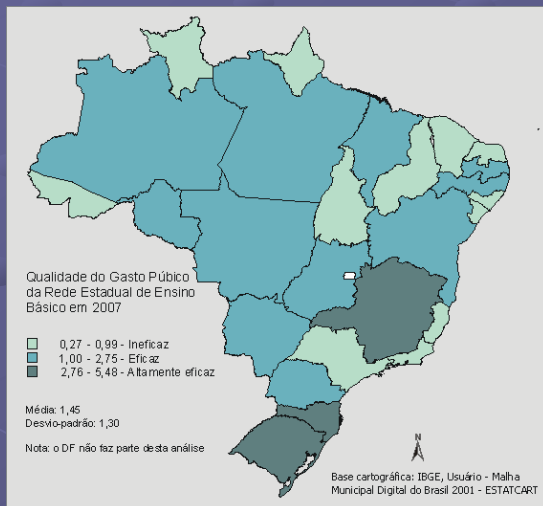 Qualidade do Gasto Púbico
da Rede Estadual de Ensino
Básico em 2007
0,27 - 0,99 - Ineficaz
1,00 - 2,75 - Eficaz
2,76 - 5,48 - Altamente eficaz
Média: 1,45
Desvio-padrão: 1,30
Nota: o DF não faz parte desta análise
N
Base cartográfica: IBGE, Usuário - Malha
Municipal Digital do Brasil 2001 - ESTATCART